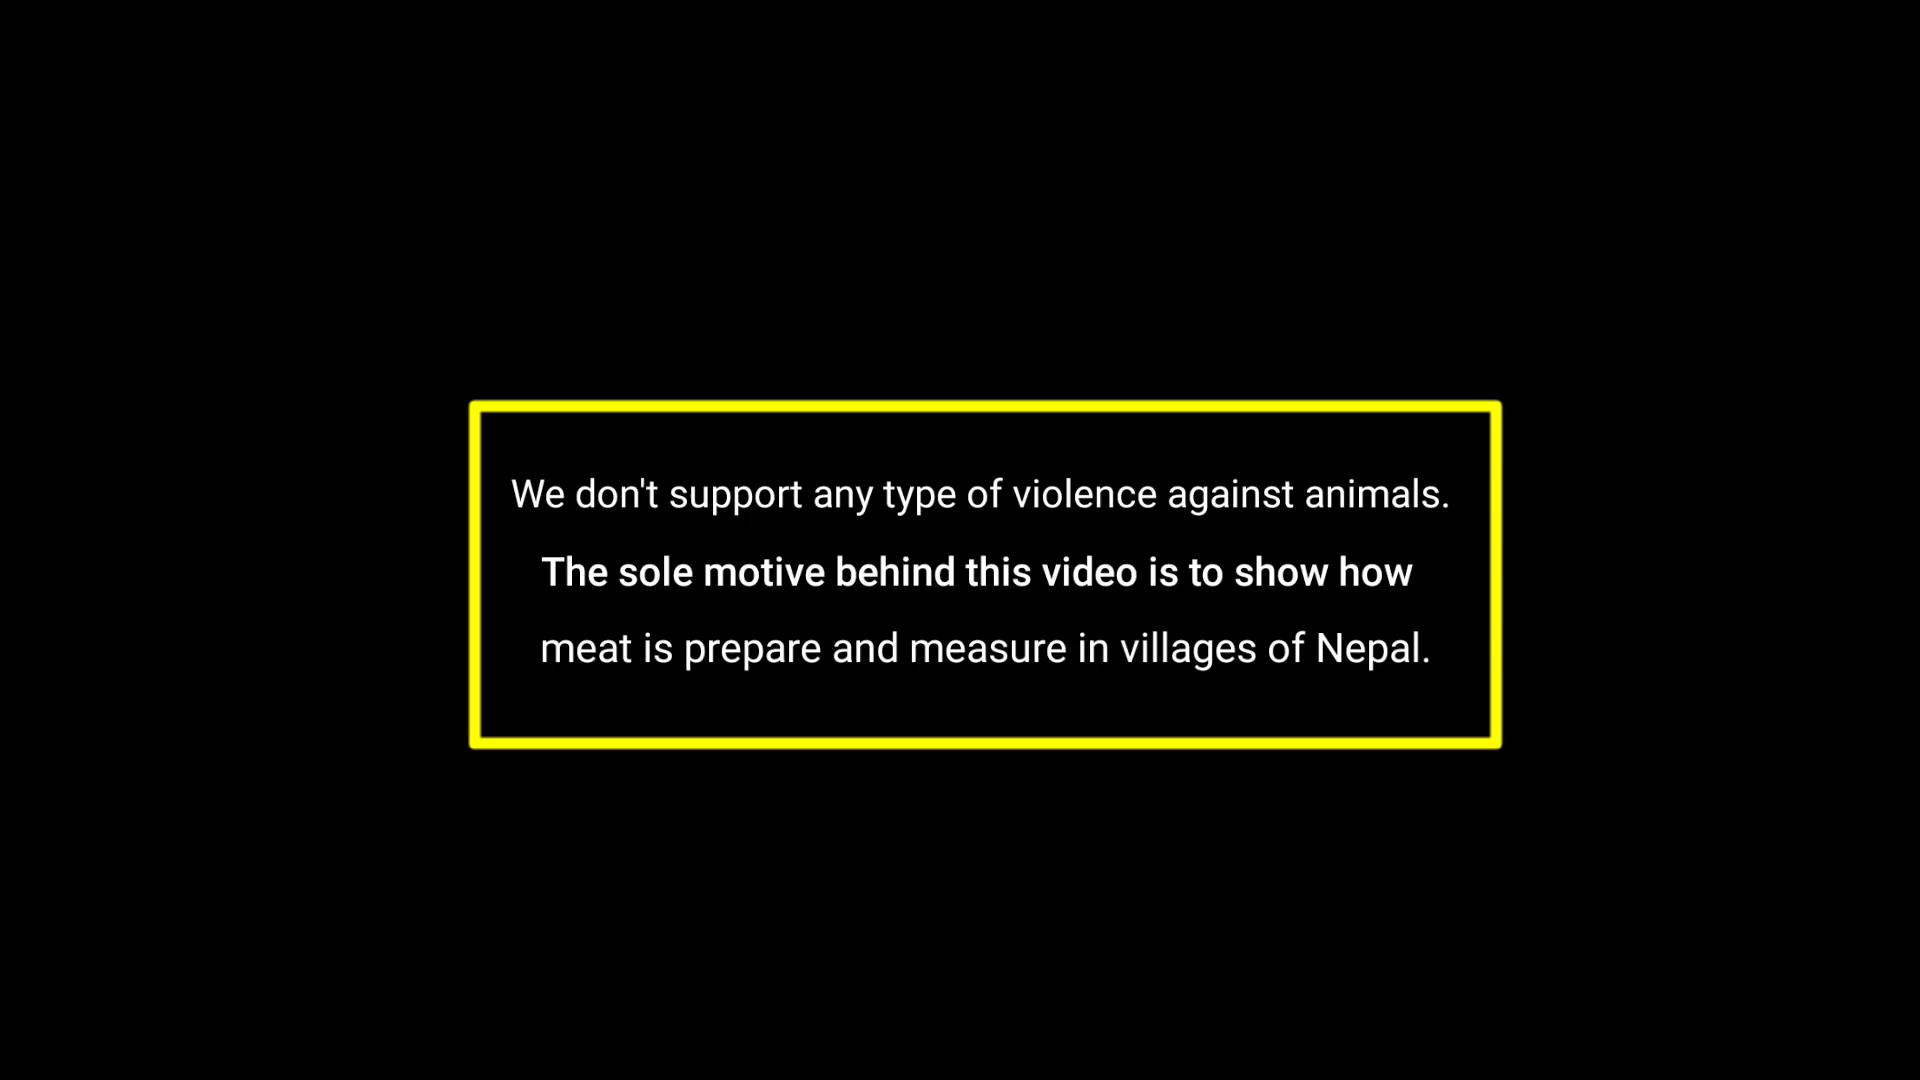 We don't support any type of violence against animals.
The sole motive behind this video is to show how
meat is prepare and measure in villages of Nepal.